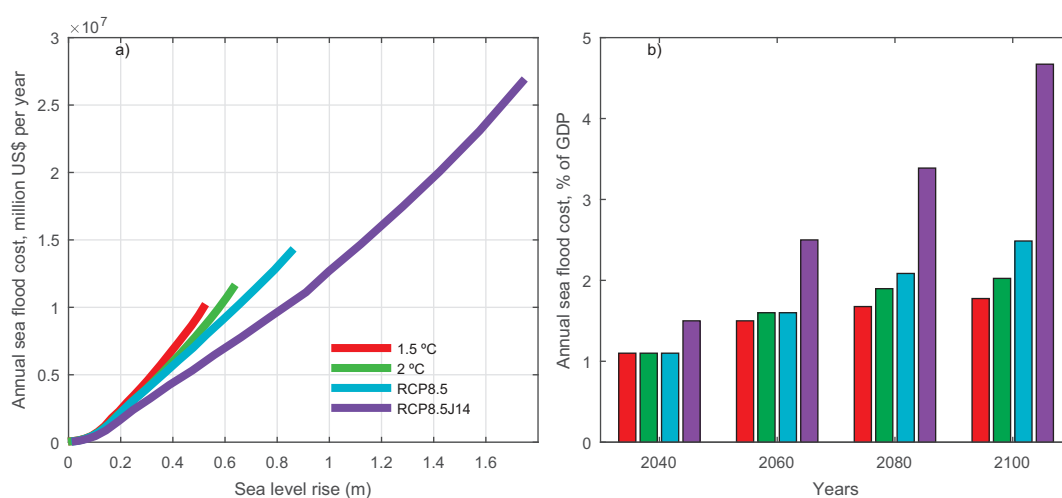 ×10⁷
a)
3
2.5
2
1.5
1
0.5
0
0
0.2
0.4
0.6
0.8
1
1.2
1.4
1.6
Annual sea flood cost, million US$ per year
Sea level rise (m)
1.5 ºC
2 ºC
RCP8.5
RCP8.5J14
b)
5
4
3
2
1
0
2040
2060
2080
2100
Annual sea flood cost, % of GDP
Years